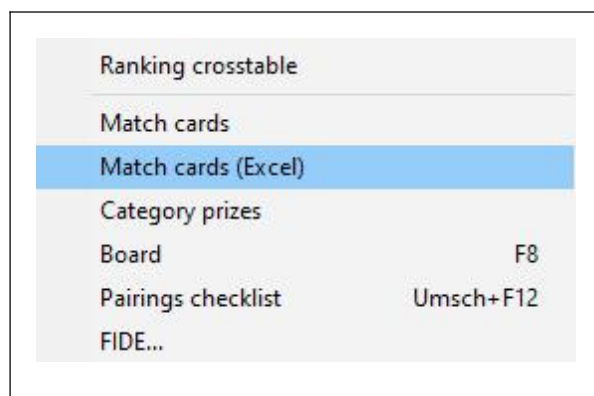 Ranking crosstable
Match cards
Match cards (Excel)
Category prizes
Board F8
Pairings checklist Umsch+F12
FIDE...